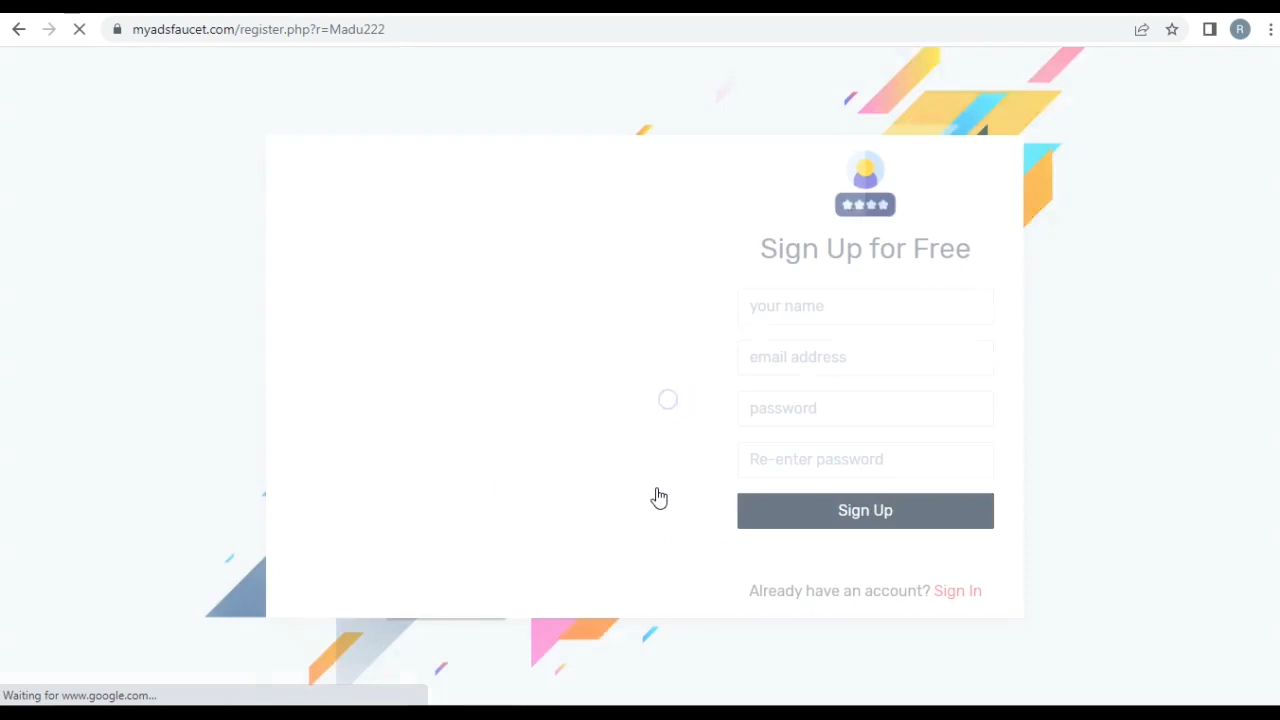 myadsfaucet.com/register.php?r=Madu222
R
Sign Up for Free
your name
email address
password
Re-enter password
Sign Up
Already have an account? Sign In
Waiting for www.google.com...